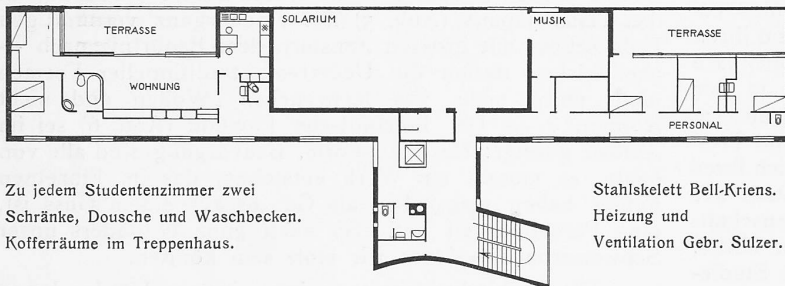 TERRASSE
SOLARIUM
MUSIK
TERRASSE
WOHNUNG
PERSONAL
Zu jedem Studentenzimmer zwei
Schränke, Dousche und Waschbecken.
Kofferräume im Treppenhaus.
Stahlskelett Bell-Kriens.
Heizung und
Ventilation Gebr. Sulzer.